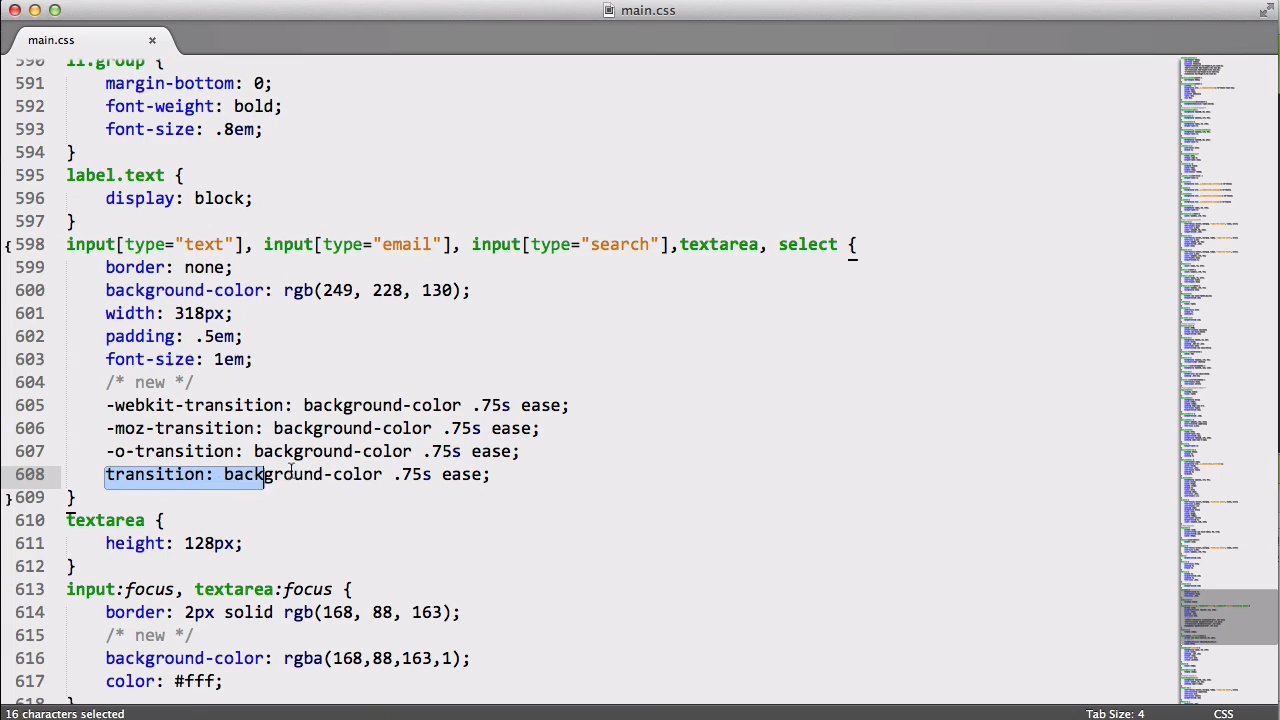 main.css
main.css
590 li.group {
591 margin-bottom: 0;
592 font-weight: bold;
593 font-size: .8em;
594 }
595 label.text {
596 display: block;
597 }
598 input[type="text"], input[type="email"], input[type="search"],textarea, select {
599 border: none;
600 background-color: rgb(249, 228, 130);
601 width: 318px;
602 padding: .5em;
603 font-size: 1em;
604 /* new */
605 -webkit-transition: background-color .75s ease;
606 -moz-transition: background-color .75s ease;
607 -o-transition: background-color .75s ease;
608 transition: background-color .75s ease;
609 }
610 textarea {
611 height: 128px;
612 }
613 input:focus, textarea:focus {
614 border: 2px solid rgb(168, 88, 163);
615 /* new */
616 background-color: rgba(168,88,163,1);
617 color: #fff;
618 }
16 characters selected
Tab Size: 4
CSS